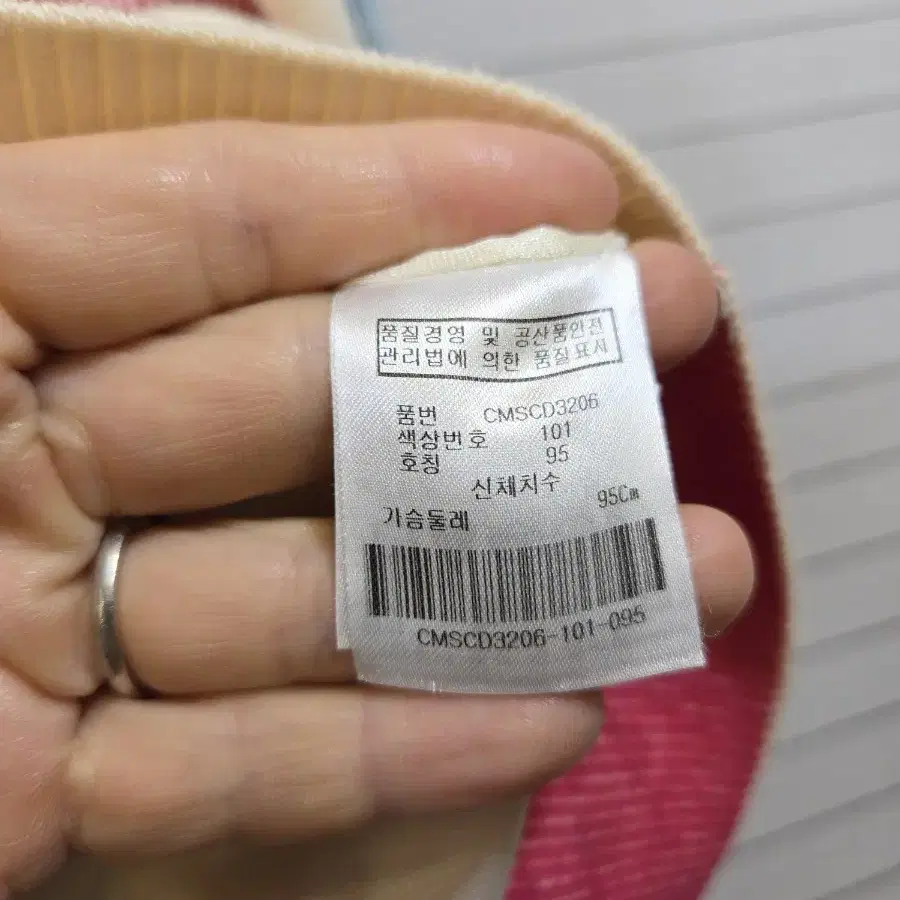 품질경영 및 공산품안전
관리법에 의한 품질표시
품번 CMSCD3206
색상번호 101
호칭 95
신체치수
가슴둘레 95Cm
CMSCD3206-101-095